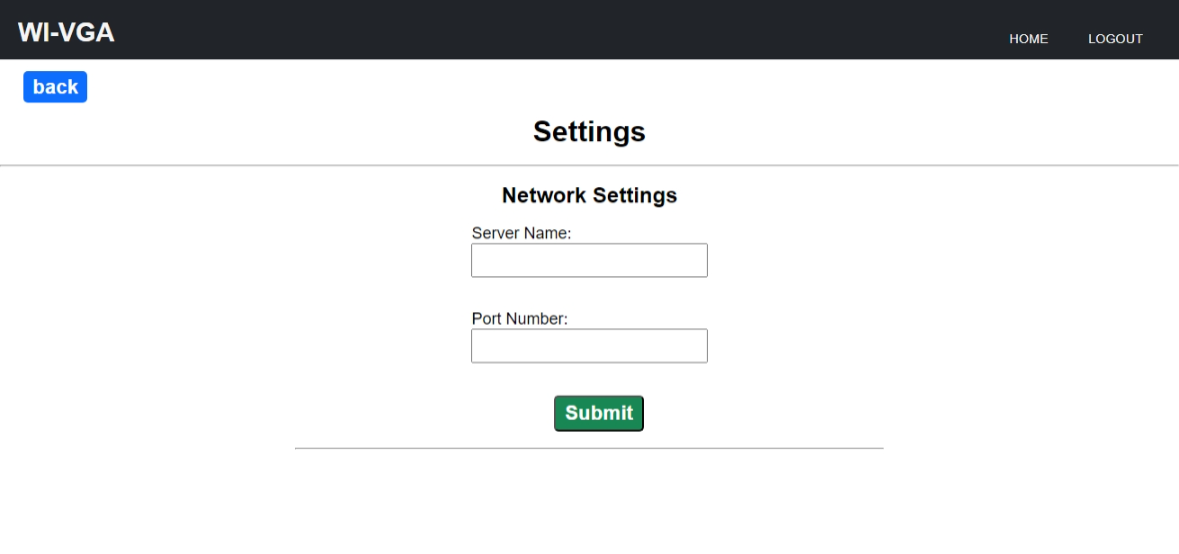 WI-VGA
HOME LOGOUT
back
Settings
Network Settings
Server Name:
Port Number:
Submit